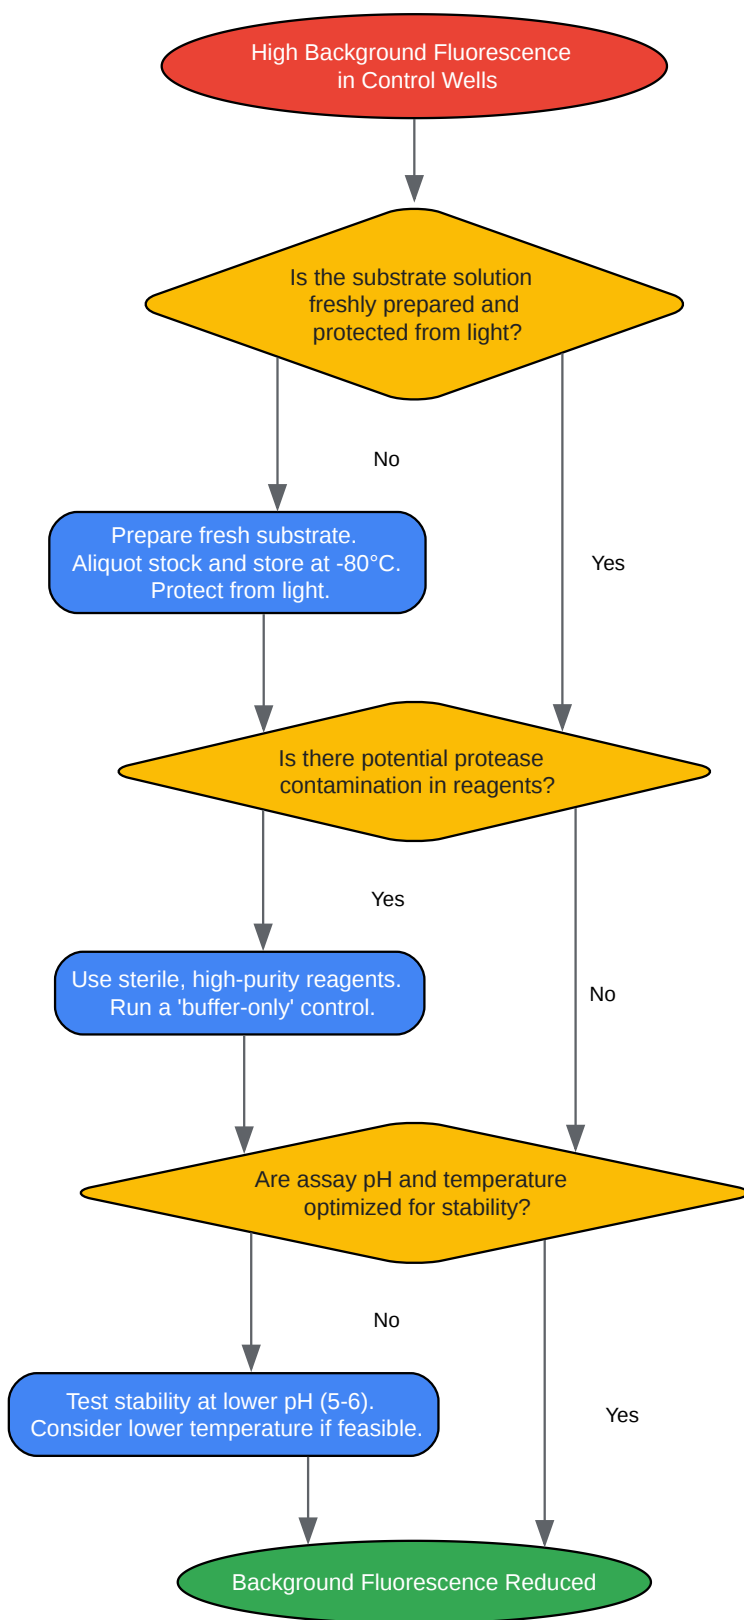 High Background Fluorescence
in Control Wells
Is the substrate solution
freshly prepared and
protected from light?
No
Prepare fresh substrate.
Aliquot stock and store at -80°C.
Protect from light.
Yes
Is there potential protease
contamination in reagents?
Yes
Use sterile, high-purity reagents.
Run a 'buffer-only' control.
No
Are assay pH and temperature
optimized for stability?
No
Test stability at lower pH (5-6).
Consider lower temperature if feasible.
Yes
Background Fluorescence Reduced